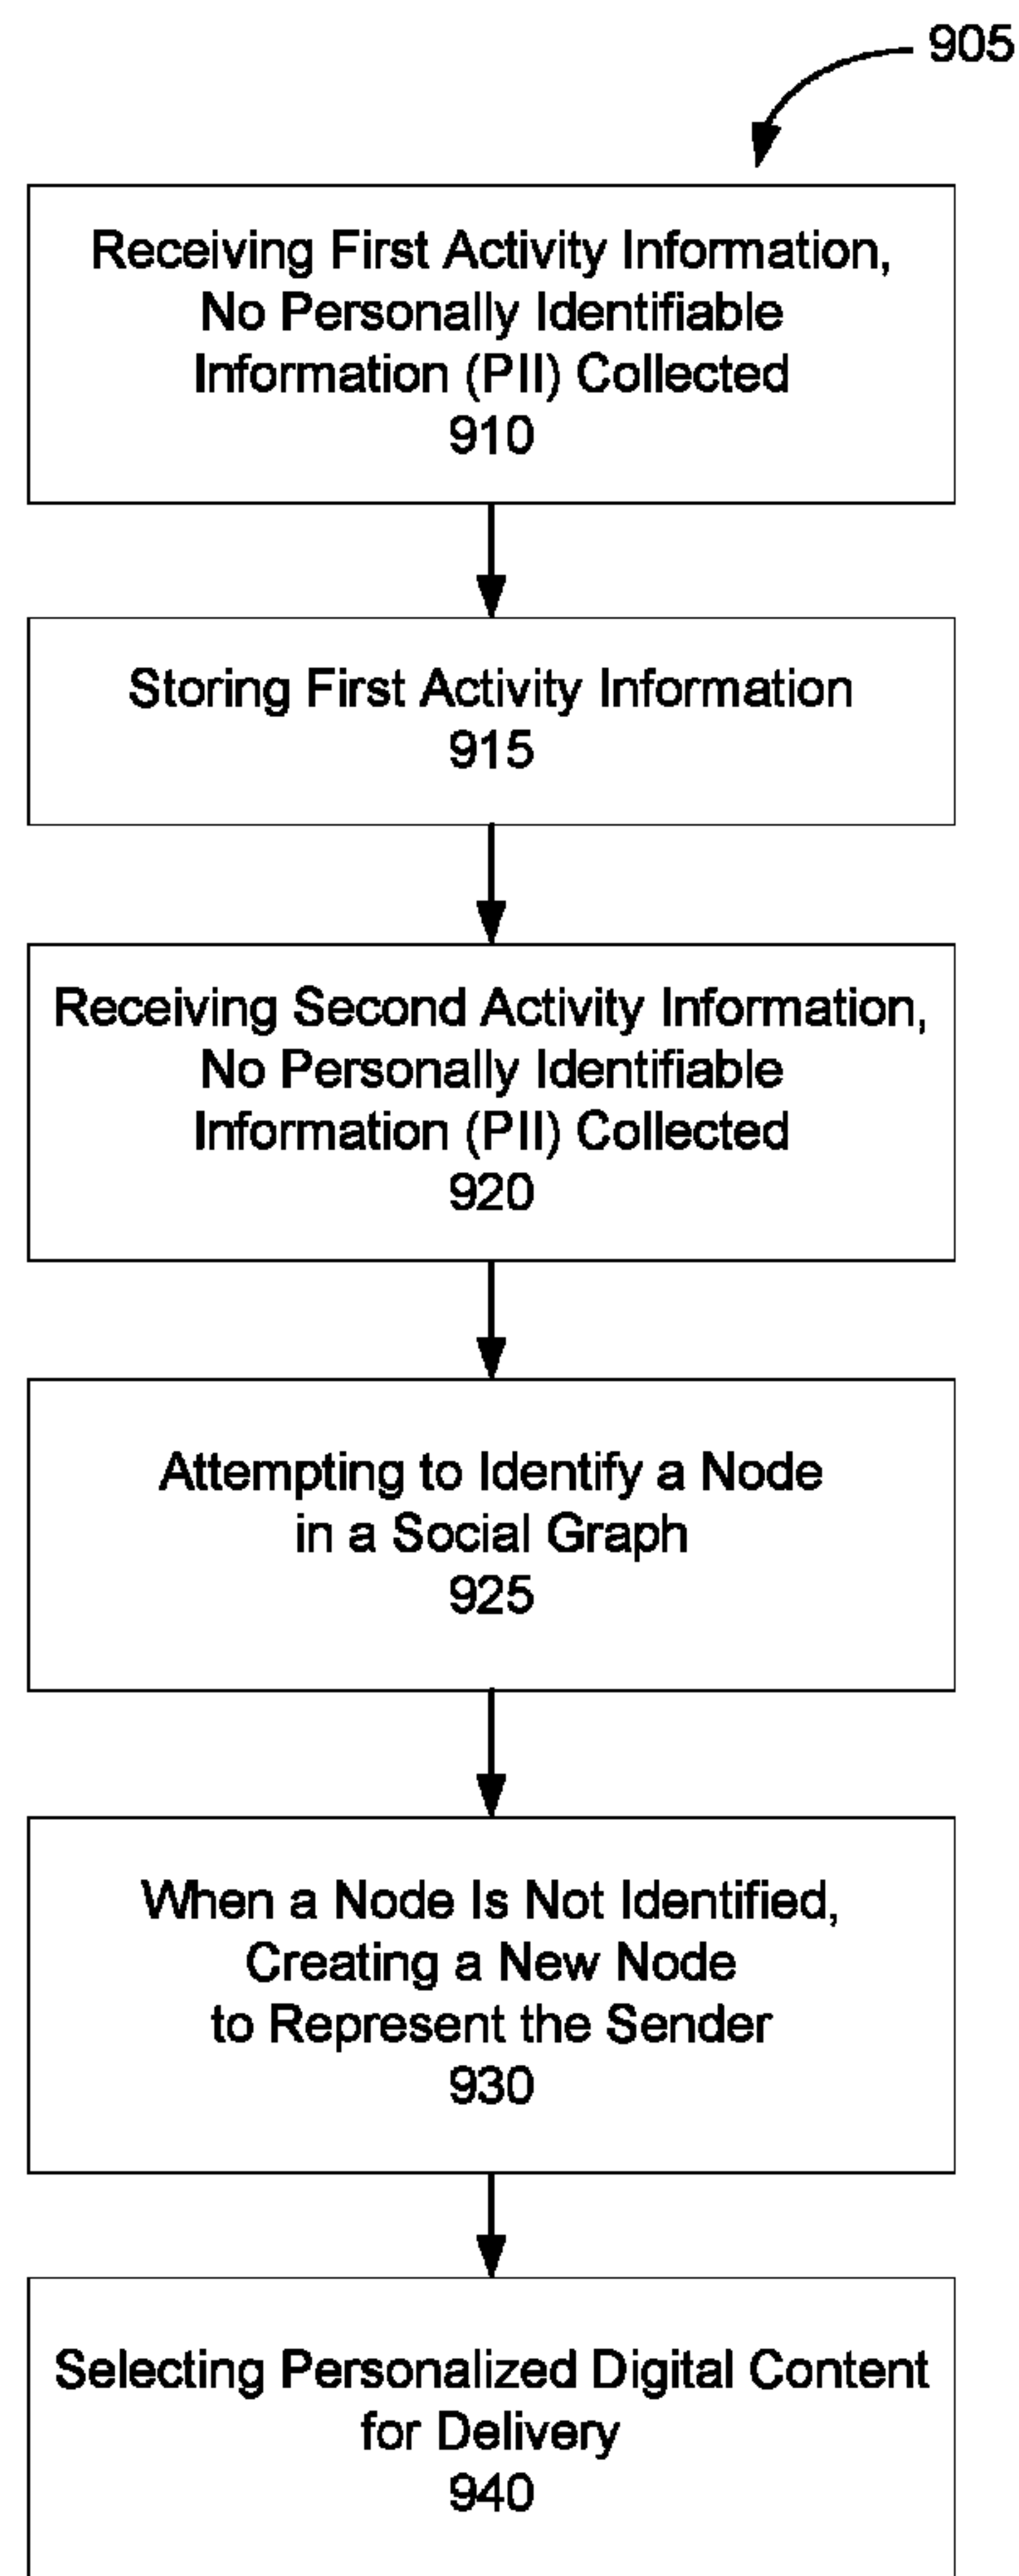 905
Receiving First Activity Information,
No Personally Identifiable
Information (PII) Collected
910
Storing First Activity Information
915
Receiving Second Activity Information,
No Personally Identifiable
Information (PII) Collected
920
Attempting to Identify a Node
in a Social Graph
925
When a Node Is Not Identified,
Creating a New Node
to Represent the Sender
930
Selecting Personalized Digital Content
for Delivery
940